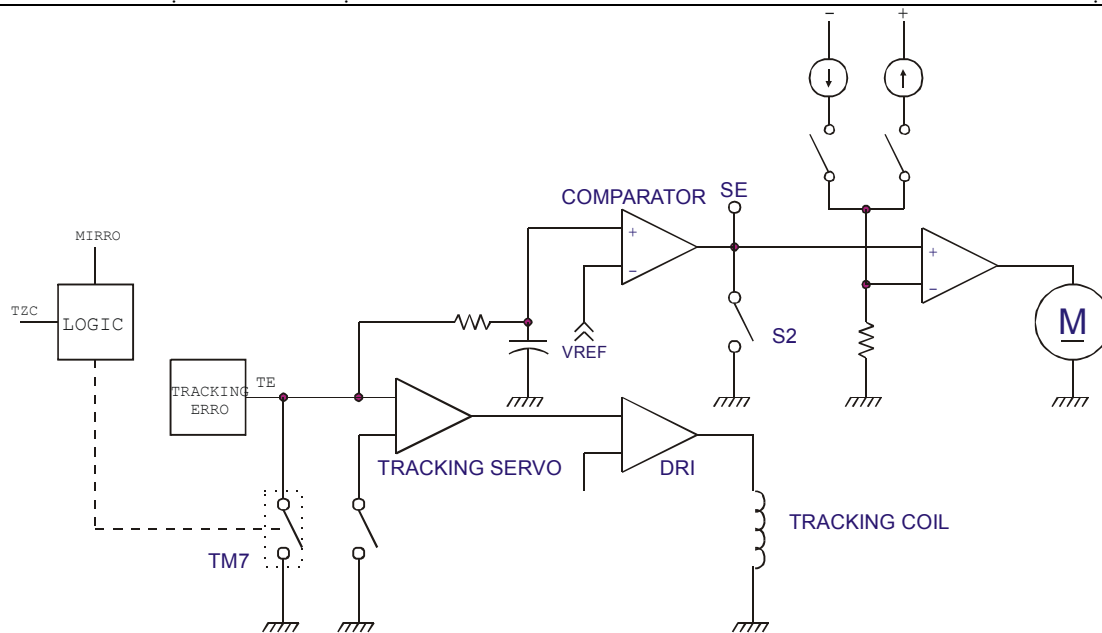 − +
COMPARATOR SE
MIRRO
+
−
+
−
TZC
LOGIC
VREF
S2
M
TRACKING
ERRO
TE
TRACKING SERVO
DRI
TRACKING COIL
TM7